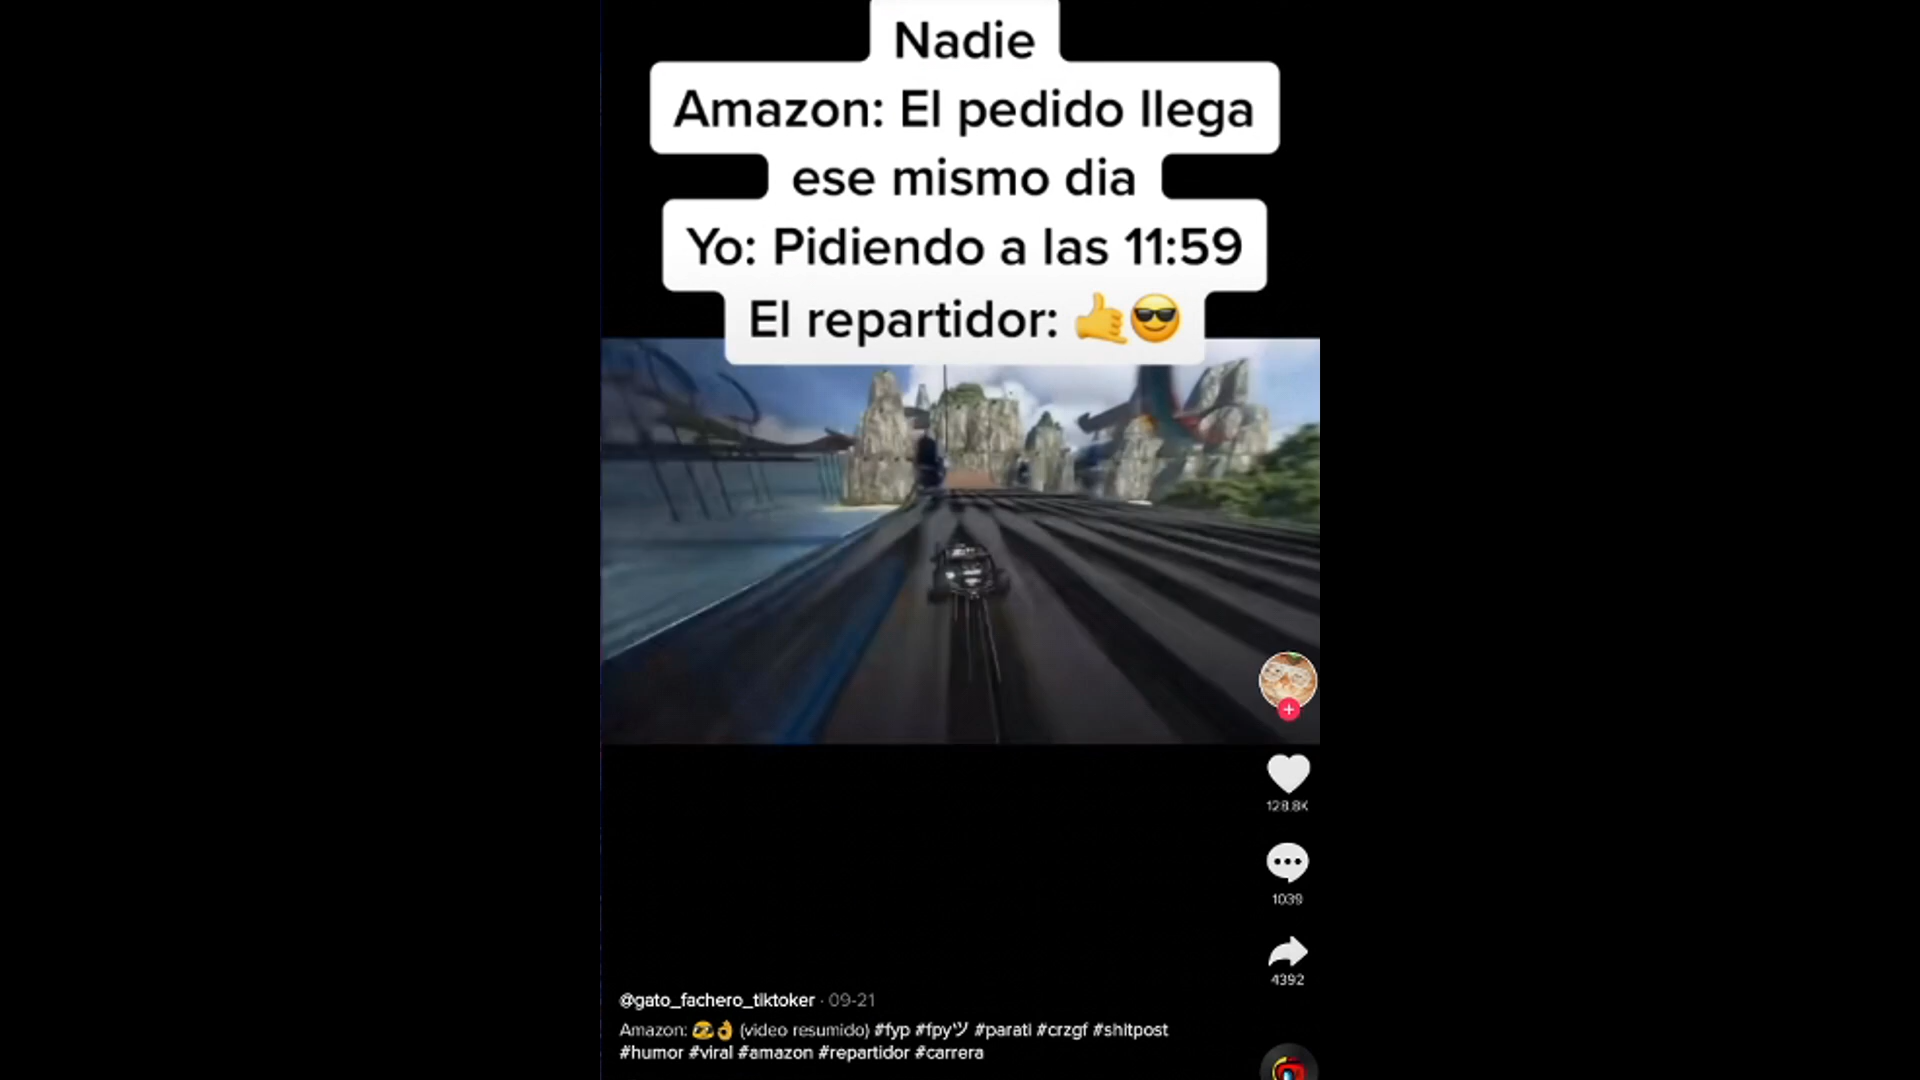 Nadie
Amazon: El pedido llega
ese mismo dia
Yo: Pidiendo a las 11:59
El repartidor: 🤙😎
128.8K
1039
4392
@gato_fachero_tiktoker · 09-21
Amazon: 👌 (video resumido) #fyp #fpyツ #parati #crzgf #shitpost
#humor #viral #amazon #repartidor #carrera